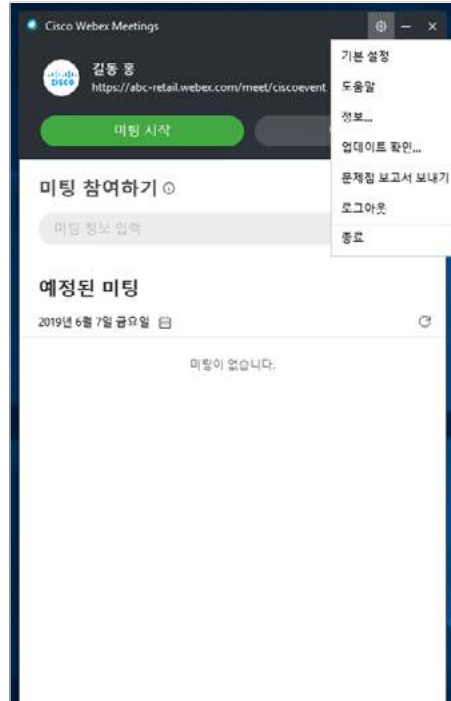 Cisco Webex Meetings
길동 홍
https://abc-retail.webex.com/meet/ciscoevent
미팅 시작
기본 설정
도움말
정보...
업데이트 확인...
문제점 보고서 보내기
로그아웃
종료
미팅 참여하기
미팅 정보 입력
예정된 미팅
2019년 6월 7일 금요일
미팅이 없습니다.